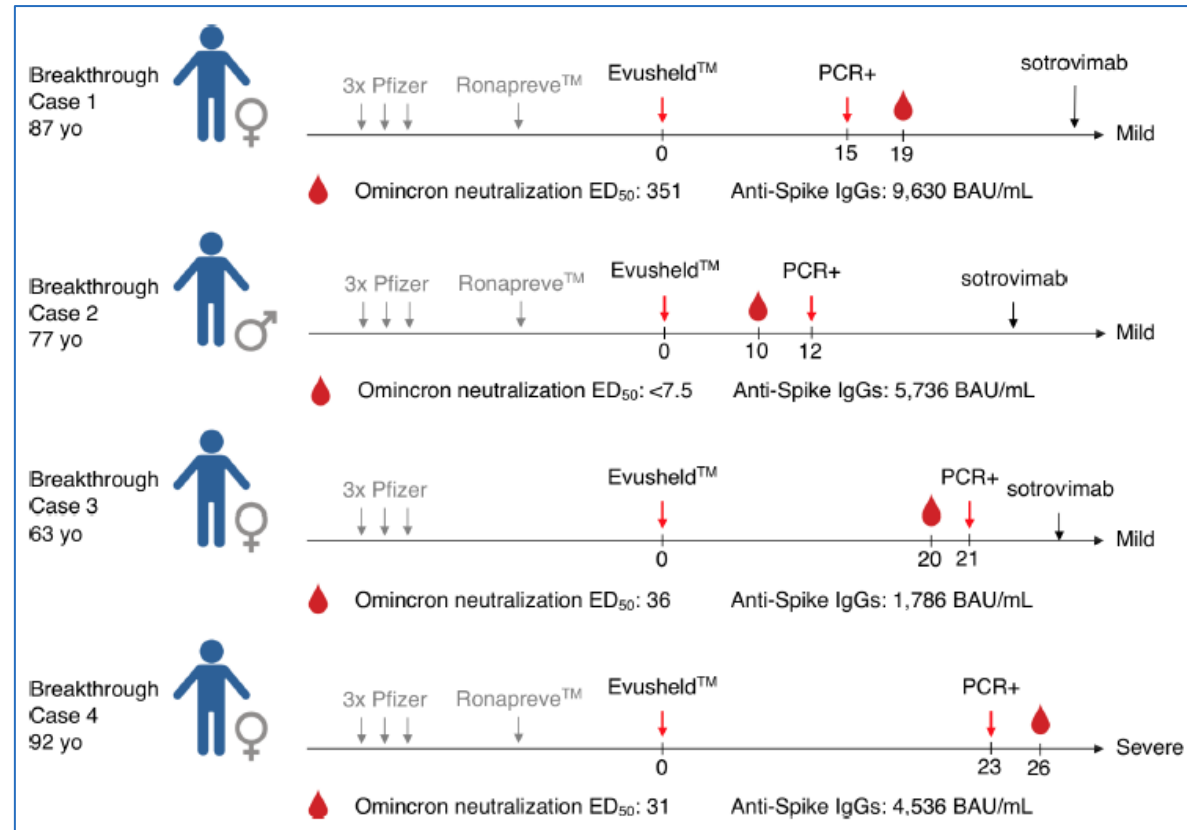 Breakthrough
Case 1
87 yo
3x Pfizer
Ronapreve™
Evusheld™
PCR+
sotrovimab
0
15
19
Mild
Omincron neutralization ED₅₀: 351
Anti-Spike IgGs: 9,630 BAU/mL
Breakthrough
Case 2
77 yo
3x Pfizer
Ronapreve™
Evusheld™
PCR+
sotrovimab
0
10
12
Mild
Omincron neutralization ED₅₀: <7.5
Anti-Spike IgGs: 5,736 BAU/mL
Breakthrough
Case 3
63 yo
3x Pfizer
Evusheld™
PCR+
sotrovimab
0
20
21
Mild
Omincron neutralization ED₅₀: 36
Anti-Spike IgGs: 1,786 BAU/mL
Breakthrough
Case 4
92 yo
3x Pfizer
Ronapreve™
Evusheld™
PCR+
0
23
26
Severe
Omincron neutralization ED₅₀: 31
Anti-Spike IgGs: 4,536 BAU/mL